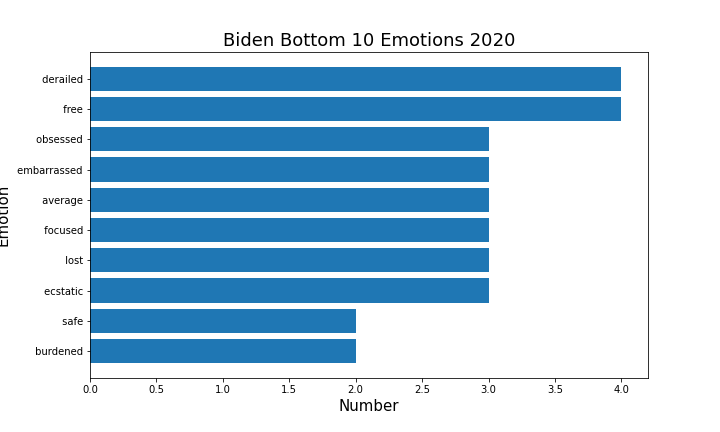 Biden Bottom 10 Emotions 2020
derailed
free
obsessed
embarrassed
average
focused
lost
ecstatic
safe
burdened
Emotion
0.0 0.5 1.0 1.5 2.0 2.5 3.0 3.5 4.0
Number